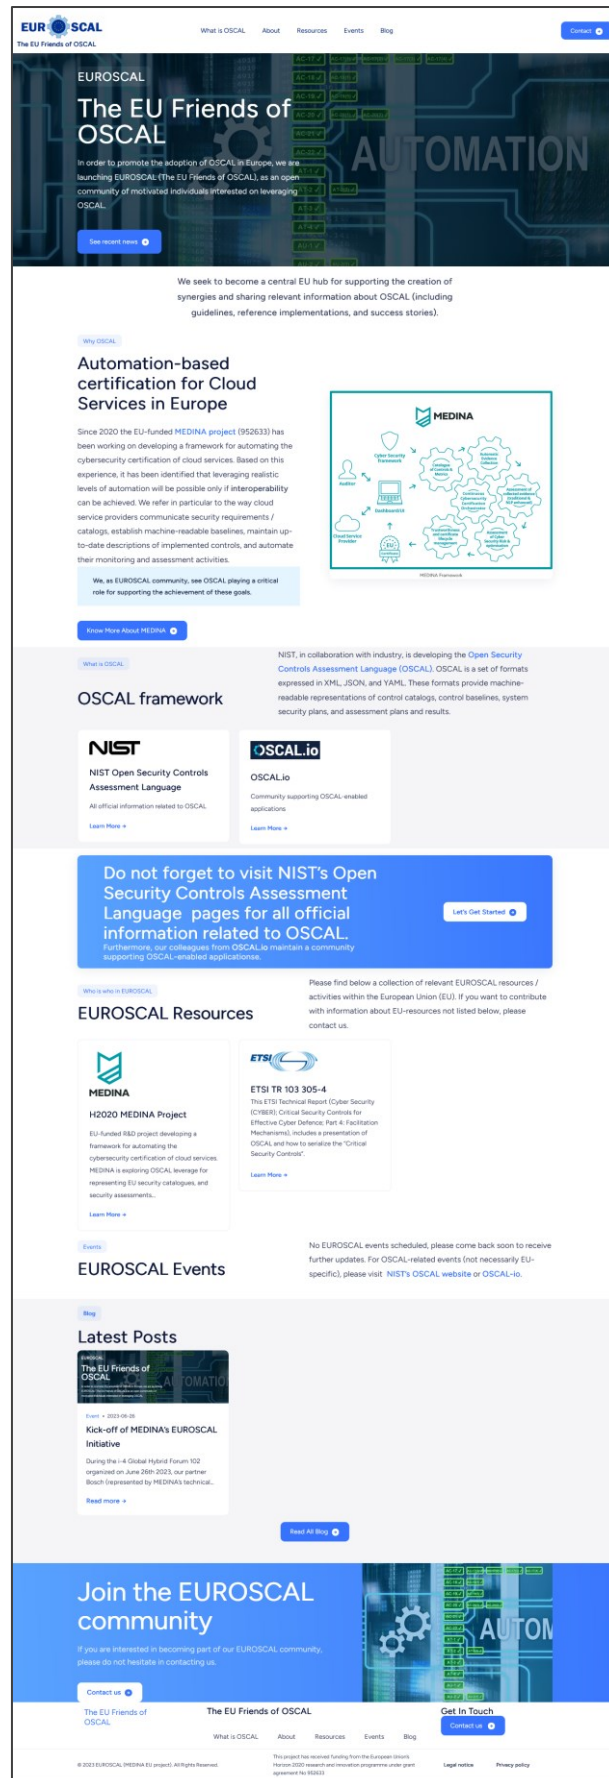 EUROSCAL
The EU Friends of OSCAL
What is OSCAL
About
Resources
Events
Blog
Contact
EUROSCAL
The EU Friends of
OSCAL
In order to promote the adoption of OSCAL in Europe, we are
launching EUROSCAL (The EU Friends of OSCAL), as an open
community of motivated individuals interested on leveraging
OSCAL.
See recent news
AUTOMATION
We seek to become a central EU hub for supporting the creation of
synergies and sharing relevant information about OSCAL (including
guidelines, reference implementations, and success stories).
Why OSCAL
Automation-based
certification for Cloud
Services in Europe
Since 2020 the EU-funded MEDINA project (952633) has
been working on developing a framework for automating the
cybersecurity certification of cloud services. Based on this
experience, it has been identified that leveraging realistic
levels of automation will be possible only if interoperability
can be achieved. We refer in particular to the way cloud
service providers communicate security requirements /
catalogs, establish machine-readable baselines, maintain up-
to-date descriptions of implemented controls, and automate
their monitoring and assessment activities.
We, as EUROSCAL community, see OSCAL playing a critical
role for supporting the achievement of these goals.
Know More About MEDINA
MEDINA
Cyber Security
Framework
Auditor
Dashboard UI
Cloud Service
Provider
EU
Catalogue
of Controls &
Metrics
Automatic
Evidence
Collection
MEDINA Framework
What is OSCAL
OSCAL framework
NIST, in collaboration with industry, is developing the Open Security
Controls Assessment Language (OSCAL). OSCAL is a set of formats
expressed in XML, JSON, and YAML. These formats provide machine-
readable representations of control catalogs, control baselines, system
security plans, and assessment plans and results.
NIST
NIST Open Security Controls
Assessment Language
All official information related to OSCAL
Learn More →
OSCAL.io
OSCAL.io
Community supporting OSCAL-enabled
applications
Learn More →
Do not forget to visit NIST's Open
Security Controls Assessment
Language pages for all official
information related to OSCAL.
Furthermore, our colleagues from OSCAL.io maintain a community
supporting OSCAL-enabled applicationse.
Let's Get Started
Who is who in EUROSCAL
EUROSCAL Resources
Please find below a collection of relevant EUROSCAL resources /
activities within the European Union (EU). If you want to contribute
with information about EU-resources not listed below, please
contact us.
MEDINA
H2020 MEDINA Project
EU-funded R&D project developing a
framework for automating the
cybersecurity certification of cloud services.
MEDINA is exploring OSCAL leverage for
representing EU security catalogues, and
security assessments...
Learn More →
ETSI
ETSI TR 103 305-4
This ETSI Technical Report (Cyber Security
(CYBER); Critical Security Controls for
Effective Cyber Defence; Part 4: Facilitation
Mechanisms), includes a presentation of
OSCAL and how to serialize the "Critical
Security Controls".
Learn More →
Events
EUROSCAL Events
No EUROSCAL events scheduled, please come back soon to receive
further updates. For OSCAL-related events (not necessarily EU-
specific), please visit NIST's OSCAL website or OSCAL-io.
Blog
Latest Posts
EUROSCAL
The EU Friends of
OSCAL
AUTOMATIO
Event • 2023-06-26
Kick-off of MEDINA's EUROSCAL
Initiative
During the i-4 Global Hybrid Forum 102
organized on June 26th 2023, our partner
Bosch (represented by MEDINA's technical...
Read more →
Read All Blog
Join the EUROSCAL
community
If you are interested in becoming part of our EUROSCAL community,
please do not hesitate in contacting us.
Contact us
AUTOM
The EU Friends of
OSCAL
The EU Friends of OSCAL
What is OSCAL
About
Resources
Events
Blog
Get In Touch
Contact us
© 2023 EUROSCAL (MEDINA EU project). All Rights Reserved.
This project has received funding from the European Union's
Horizon 2020 research and innovation programme under grant
agreement No 952633
Legal notice
Privacy policy